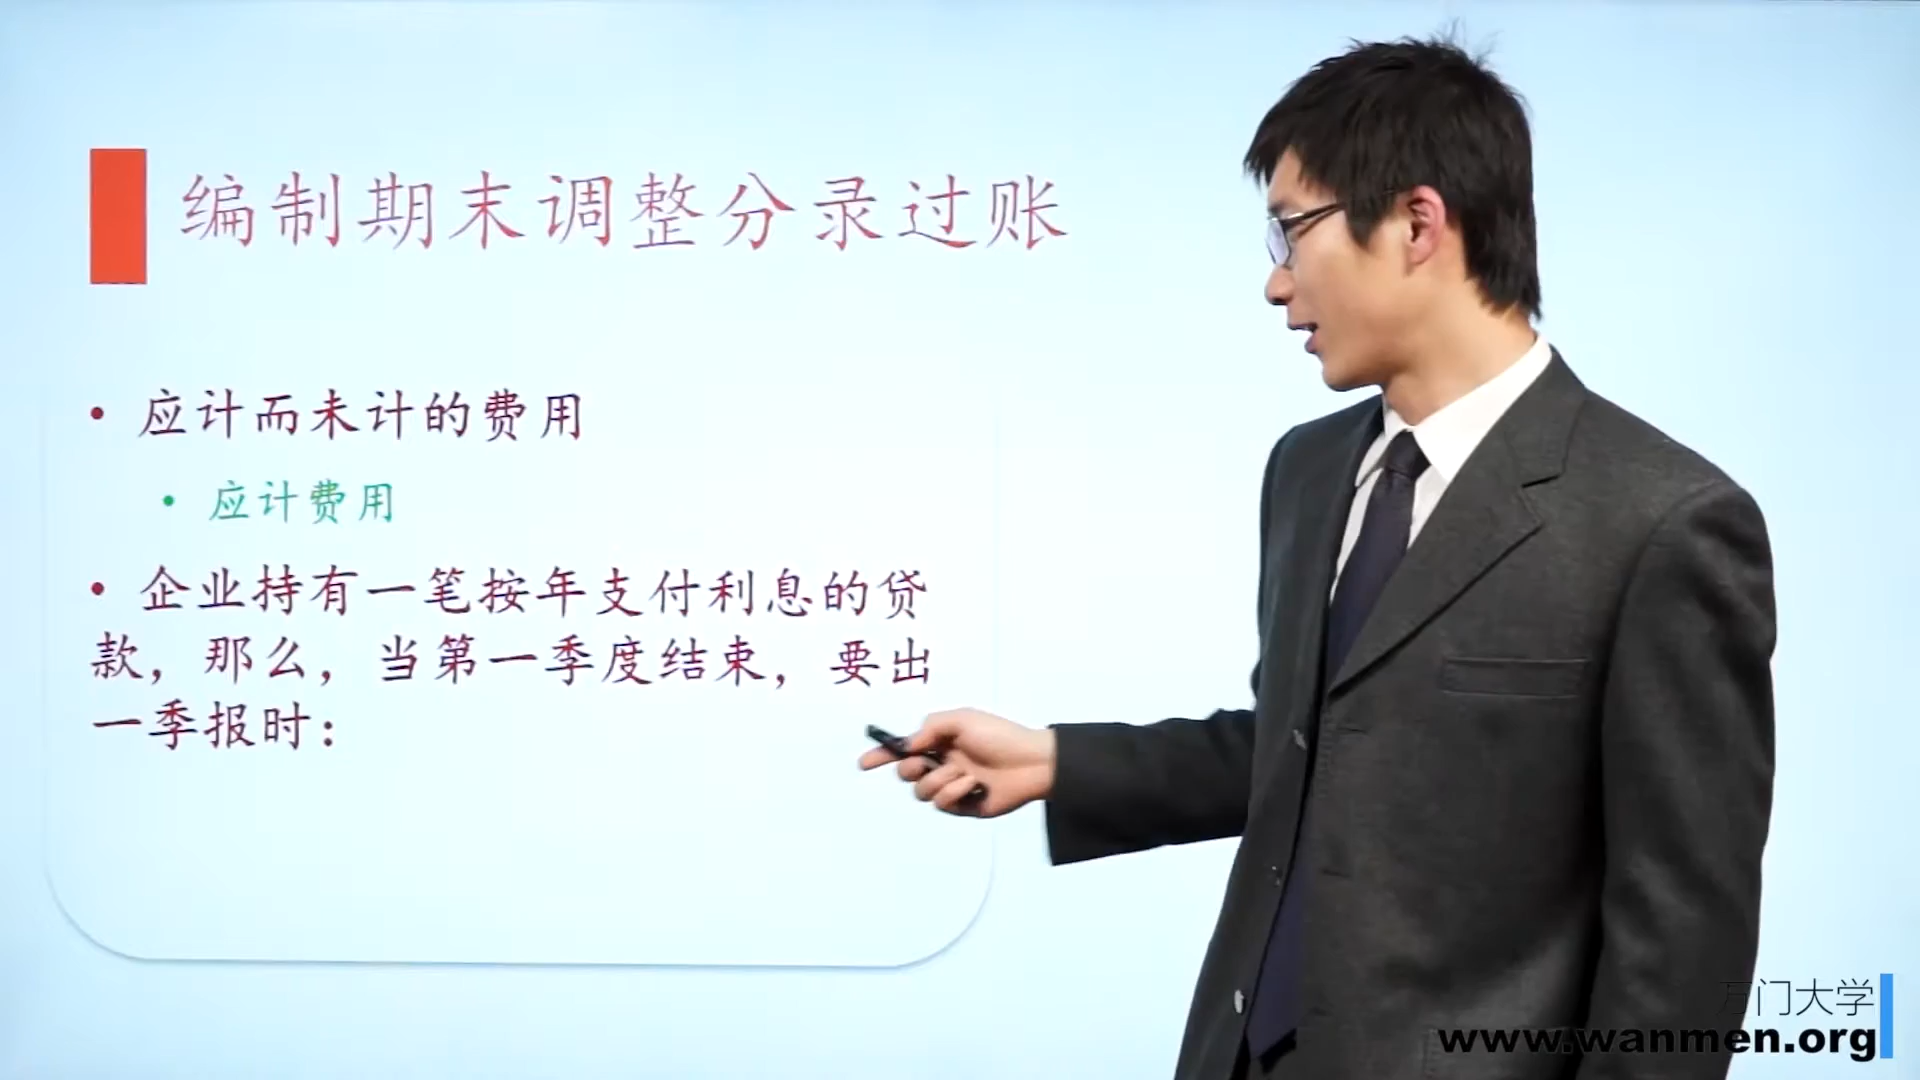 编制期末调整分录过账
• 应计而未计的费用
• 应计费用
• 企业持有一笔按年支付利息的贷
款，那么，当第一季度结束，要出
一季报时：
万门大学
www.wanmen.org